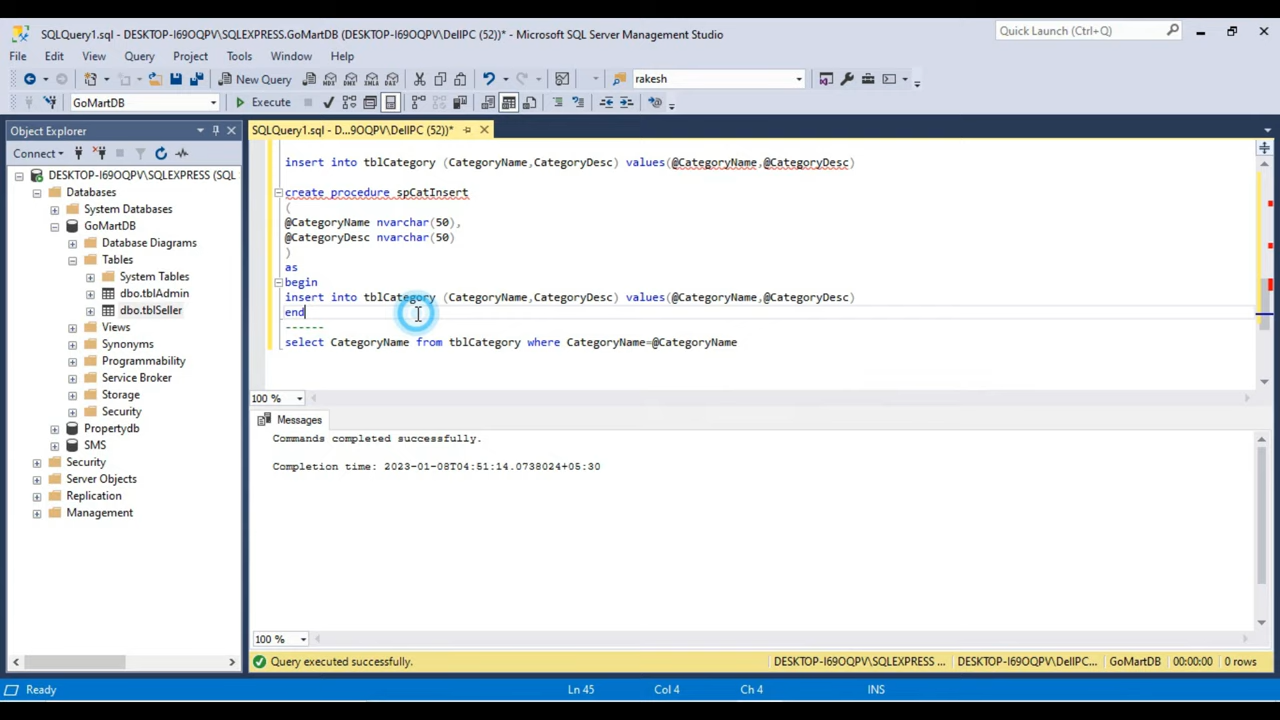 SQLQuery1.sql - DESKTOP-I69OQPV\SQLEXPRESS.GoMartDB (DESKTOP-I69OQPV\DellPC (52))* - Microsoft SQL Server Management Studio
Quick Launch (Ctrl+Q)
File Edit View Query Project Tools Window Help
New Query
MDX DMX XMLA DAX
rakesh
GoMartDB
Execute
Object Explorer
SQLQuery1.sql - D...9OQPV\DellPC (52))*
Connect
DESKTOP-I69OQPV\SQLEXPRESS (SQL
Databases
System Databases
GoMartDB
Database Diagrams
Tables
System Tables
dbo.tblAdmin
dbo.tblSeller
Views
Synonyms
Programmability
Service Broker
Storage
Security
Propertydb
SMS
Security
Server Objects
Replication
Management
insert into tblCategory (CategoryName,CategoryDesc) values(@CategoryName,@CategoryDesc)
create procedure spCatInsert
(
@CategoryName nvarchar(50),
@CategoryDesc nvarchar(50)
)
as
begin
insert into tblCategory (CategoryName,CategoryDesc) values(@CategoryName,@CategoryDesc)
end
------
select CategoryName from tblCategory where CategoryName=@CategoryName
100 %
Messages
Commands completed successfully.
Completion time: 2023-01-08T04:51:14.0738024+05:30
100 %
Query executed successfully.
DESKTOP-I69OQPV\SQLEXPRESS ... DESKTOP-I69OQPV\DellPC... GoMartDB 00:00:00 0 rows
Ready Ln 45 Col 4 Ch 4 INS